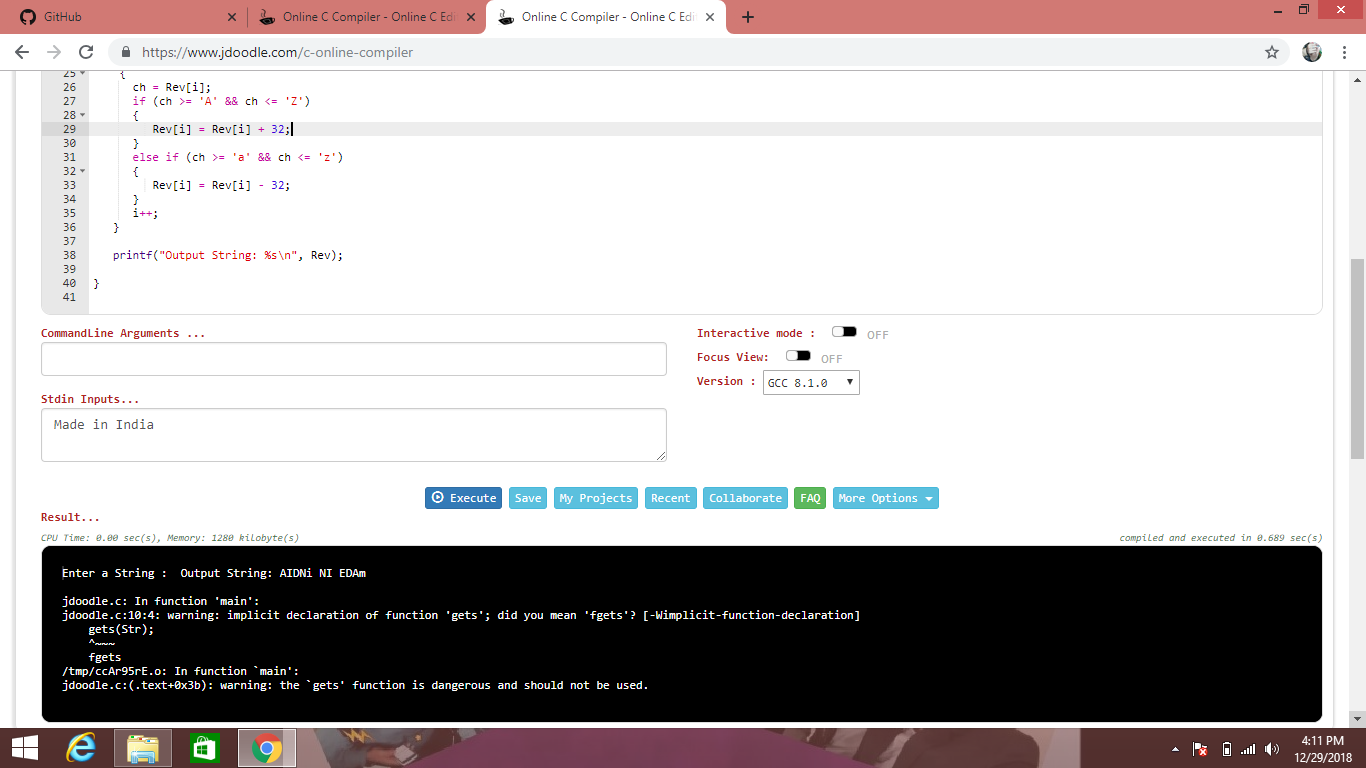 GitHub
Online C Compiler - Online C Edi
Online C Compiler - Online C Edi
https://www.jdoodle.com/c-online-compiler
25 {
26 ch = Rev[i];
27 if (ch >= 'A' && ch <= 'Z')
28 {
29 Rev[i] = Rev[i] + 32;
30 }
31 else if (ch >= 'a' && ch <= 'z')
32 {
33 Rev[i] = Rev[i] - 32;
34 }
35 i++;
36 }
37
38 printf("Output String: %s\n", Rev);
39
40 }
41
CommandLine Arguments ...
Interactive mode : OFF
Focus View: OFF
Version : GCC 8.1.0
Stdin Inputs...
Made in India
Execute Save My Projects Recent Collaborate FAQ More Options
Result...
CPU Time: 0.00 sec(s), Memory: 1280 kilobyte(s)
compiled and executed in 0.689 sec(s)
Enter a String :  Output String: AIDNi NI EDAm
jdoodle.c: In function 'main':
jdoodle.c:10:4: warning: implicit declaration of function 'gets'; did you mean 'fgets'? [-Wimplicit-function-declaration]
gets(Str);
^~~~
fgets
/tmp/ccAr95rE.o: In function `main':
jdoodle.c:(.text+0x3b): warning: the `gets' function is dangerous and should not be used.
4:11 PM
12/29/2018